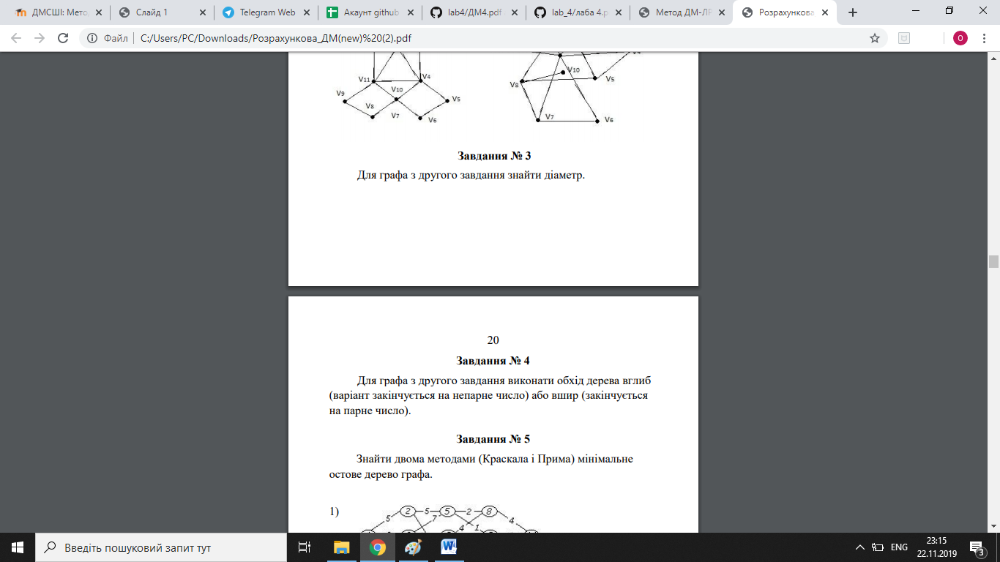 ДМСШІ: Мето
Слайд 1
Telegram Web
Акаунт github
lab4/ДМ4.pdf
lab_4/лаба 4.p
Метод ДМ-ЛР
Розрахункова
Файл
C:/Users/PC/Downloads/Розрахункова_ДМ(new)%20(2).pdf
О
V11
V4
V10
V9
V8
V7
V5
V6
V10
V5
V8
V7
V6
Завдання № 3
Для графа з другого завдання знайти діаметр.
20
Завдання № 4
Для графа з другого завдання виконати обхід дерева вглиб
(варіант закінчується на непарне число) або вшир (закінчується
на парне число).
Завдання № 5
Знайти двома методами (Краскала і Прима) мінімальне
остове дерево графа.
1)
2 5 5 2 8
5 7 4 1 4
Введіть пошуковий запит тут
ENG
23:15
22.11.2019
3